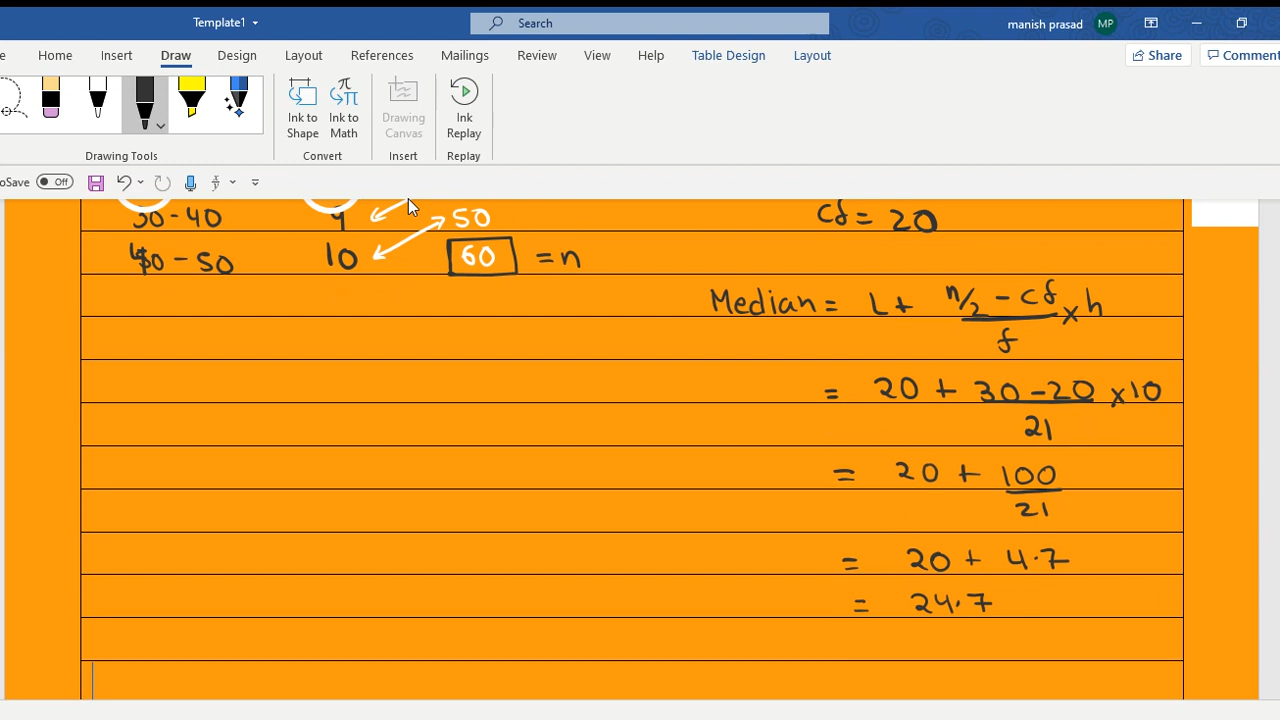 Template1
Search
manish prasad MP
Home Insert Draw Design Layout References Mailings Review View Help Table Design Layout
Share
Comment
Ink to Shape
Ink to Math
Drawing Canvas
Ink Replay
Drawing Tools Convert Insert Replay
oSave Off
30 - 40 50 cf = 20
- 50 10 60 = n
Median = L + n/2 - cf / f × h
= 20 + 30 - 20 / 21 × 10
= 20 + 100 / 21
= 20 + 4.7
= 24.7